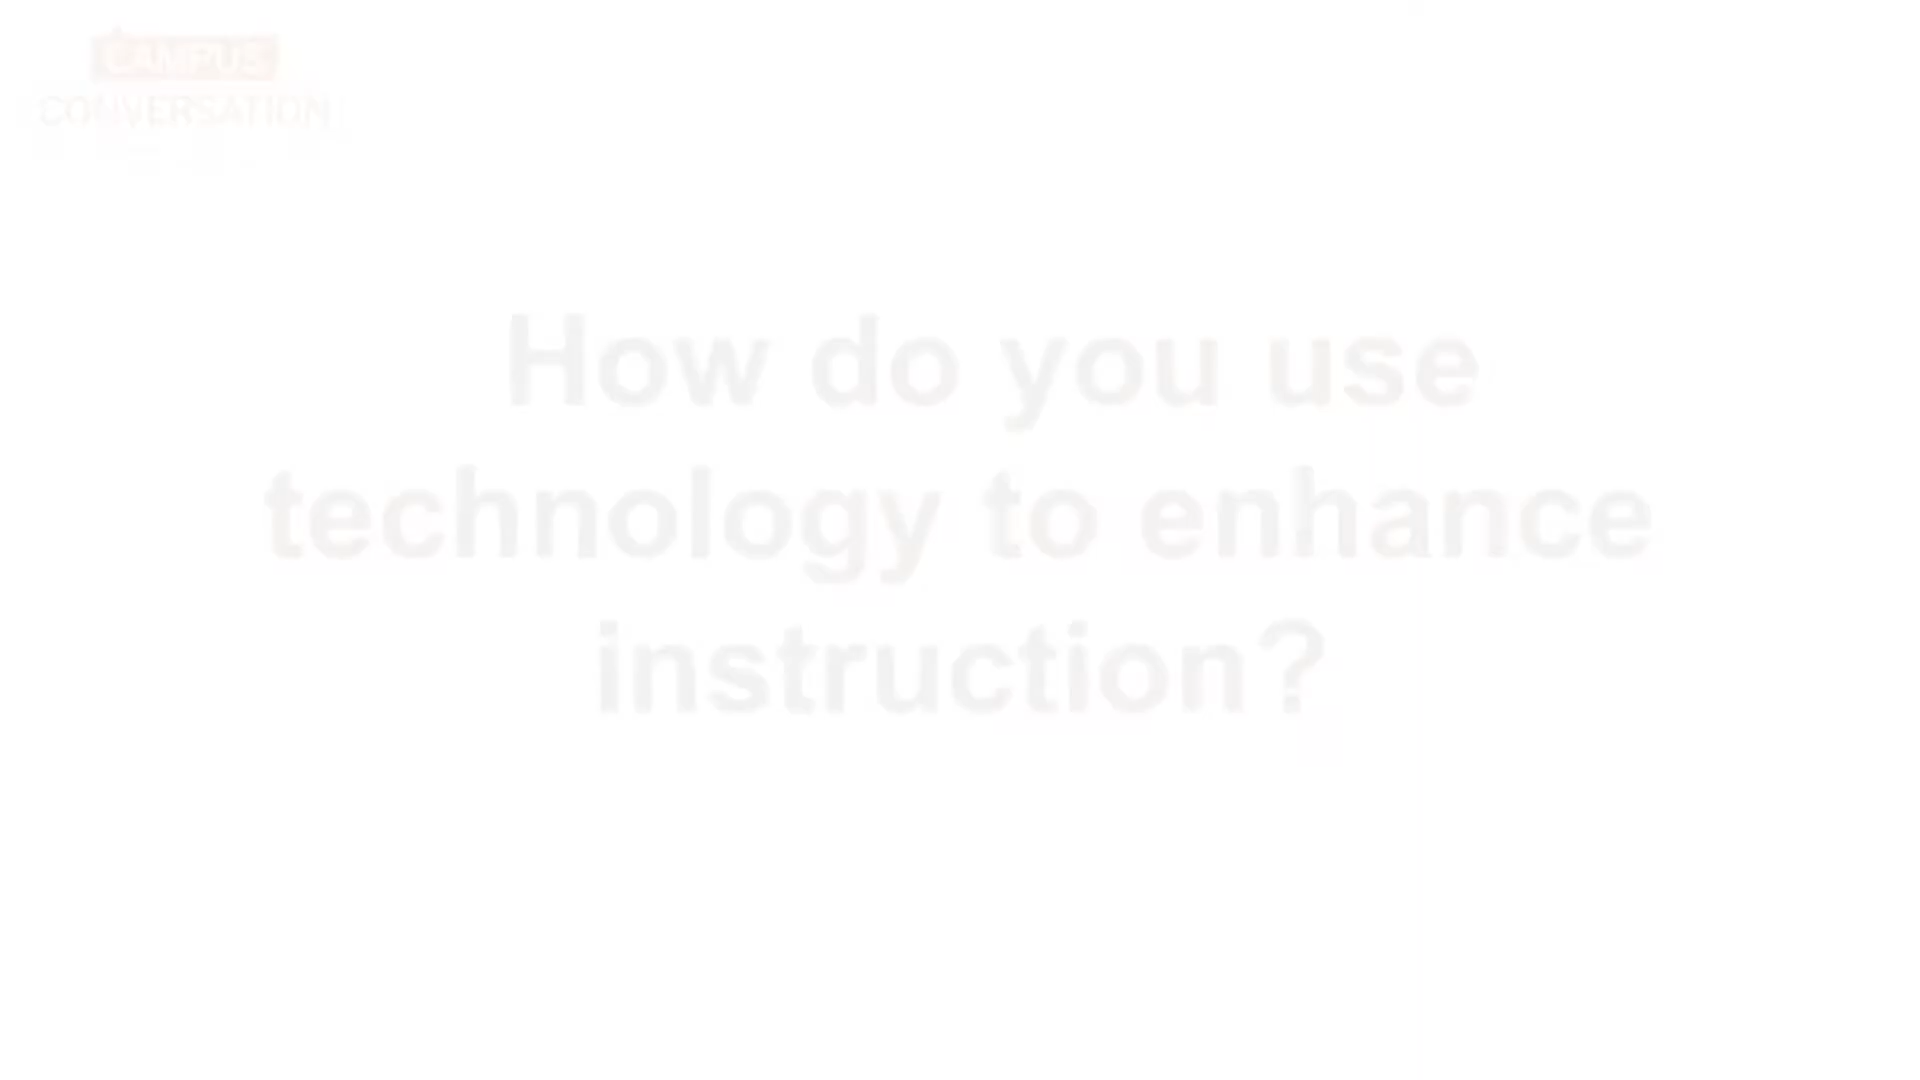 CAMPUS
CONVERSATION
How do you use
technology to enhance
instruction?